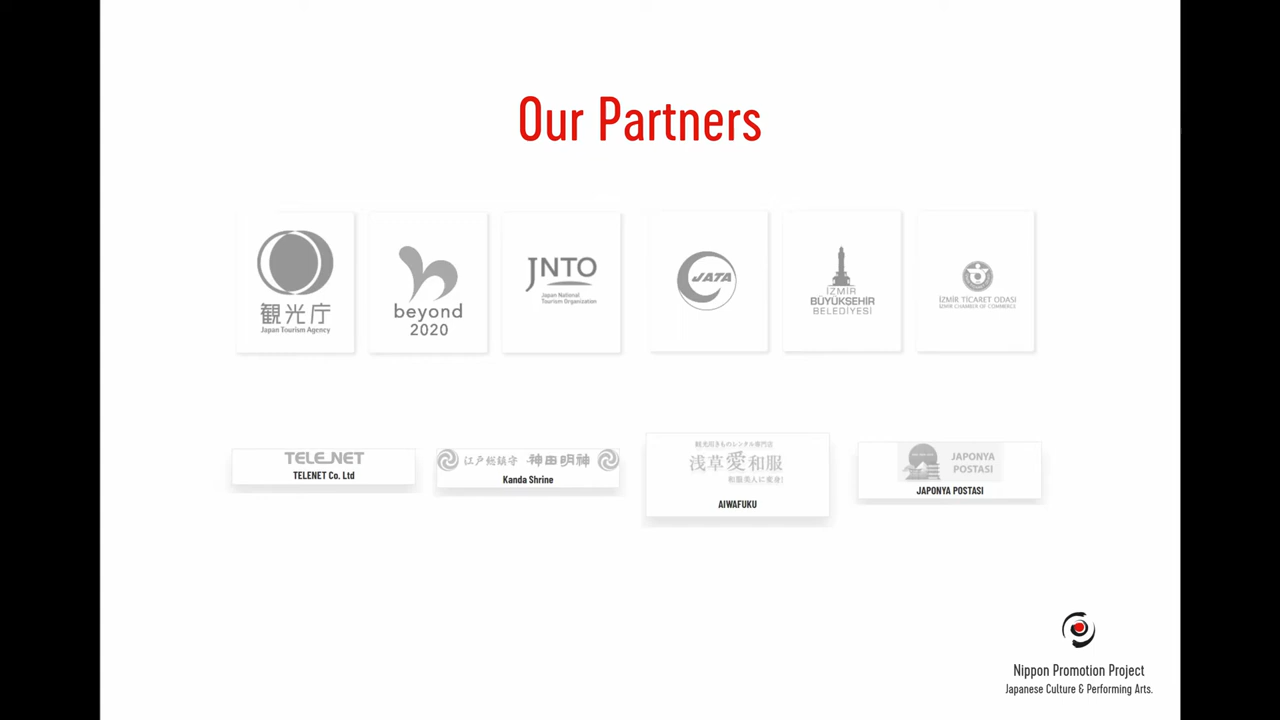 Our Partners
観光庁
Japan Tourism Agency
beyond
2020
JNTO
Japan National
Tourism Organization
JATA
İZMİR
BÜYÜKŞEHİR
BELEDİYESİ
İZMİR TİCARET ODASI
IZMIR CHAMBER OF COMMERCE
TELE.NET
TELENET Co. Ltd
江戸総鎮守 神田明神
Kanda Shrine
観光用きものレンタル専門店
浅草愛和服
和服美人に変身!
AIWAFUKU
JAPONYA
POSTASI
JAPONYA POSTASI
Nippon Promotion Project
Japanese Culture & Performing Arts.